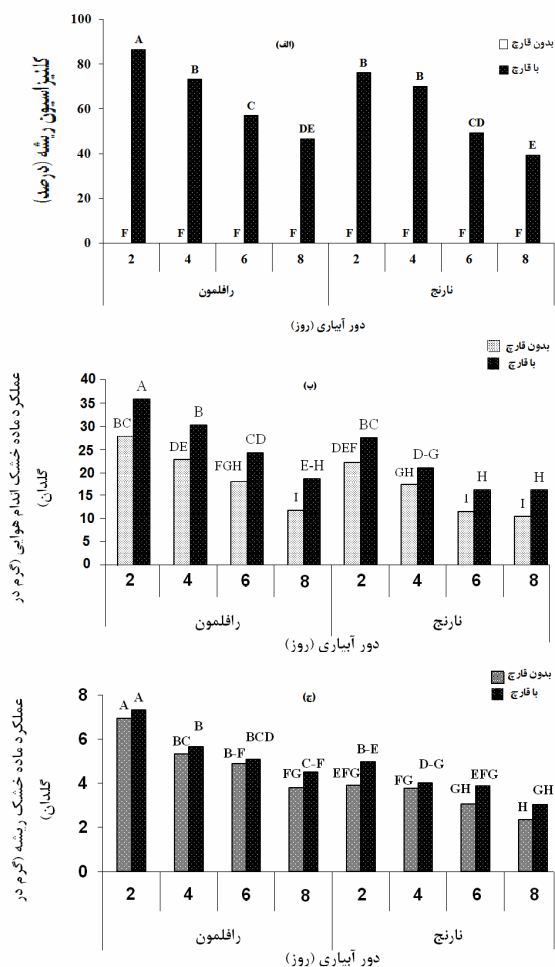 کلنیزاسیون ریشه (درصد)
(الف)
بدون قارچ
با قارچ
100
80
60
40
20
0
F A F B F C F DE F B F B F CD F E
2 4 6 8 2 4 6 8
رافلمون نارنج
دور آبیاری (روز)
عملکرد ماده خشک اندام هوایی (گرم در
گلدان)
(ب)
بدون قارچ
با قارچ
40
35
30
25
20
15
10
5
0
BC A DE B FGH CD I E-H DEF BC GH D-G I H I H
2 4 6 8 2 4 6 8
رافلمون نارنج
دور آبیاری (روز)
عملکرد ماده خشک ریشه (گرم در
گلدان)
(ج)
بدون قارچ
با قارچ
8
6
4
2
0
A A BC B B-F BCD FG C-F EFG B-E FG D-G GH EFG H GH
2 4 6 8 2 4 6 8
رافلمون نارنج
دور آبیاری (روز)